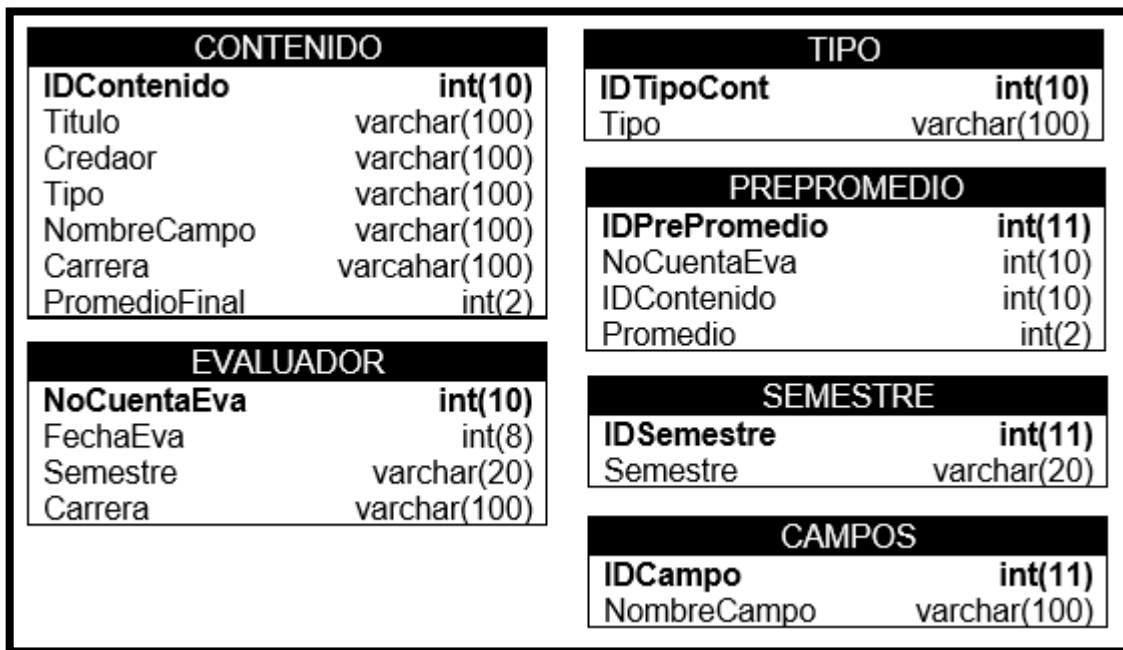 CONTENIDO
IDContenido int(10)
Titulo varchar(100)
Credaor varchar(100)
Tipo varchar(100)
NombreCampo varchar(100)
Carrera varcahar(100)
PromedioFinal int(2)
EVALUADOR
NoCuentaEva int(10)
FechaEva int(8)
Semestre varchar(20)
Carrera varchar(100)
TIPO
IDTipoCont int(10)
Tipo varchar(100)
PREPROMEDIO
IDPrePromedio int(11)
NoCuentaEva int(10)
IDContenido int(10)
Promedio int(2)
SEMESTRE
IDSemestre int(11)
Semestre varchar(20)
CAMPOS
IDCampo int(11)
NombreCampo varchar(100)